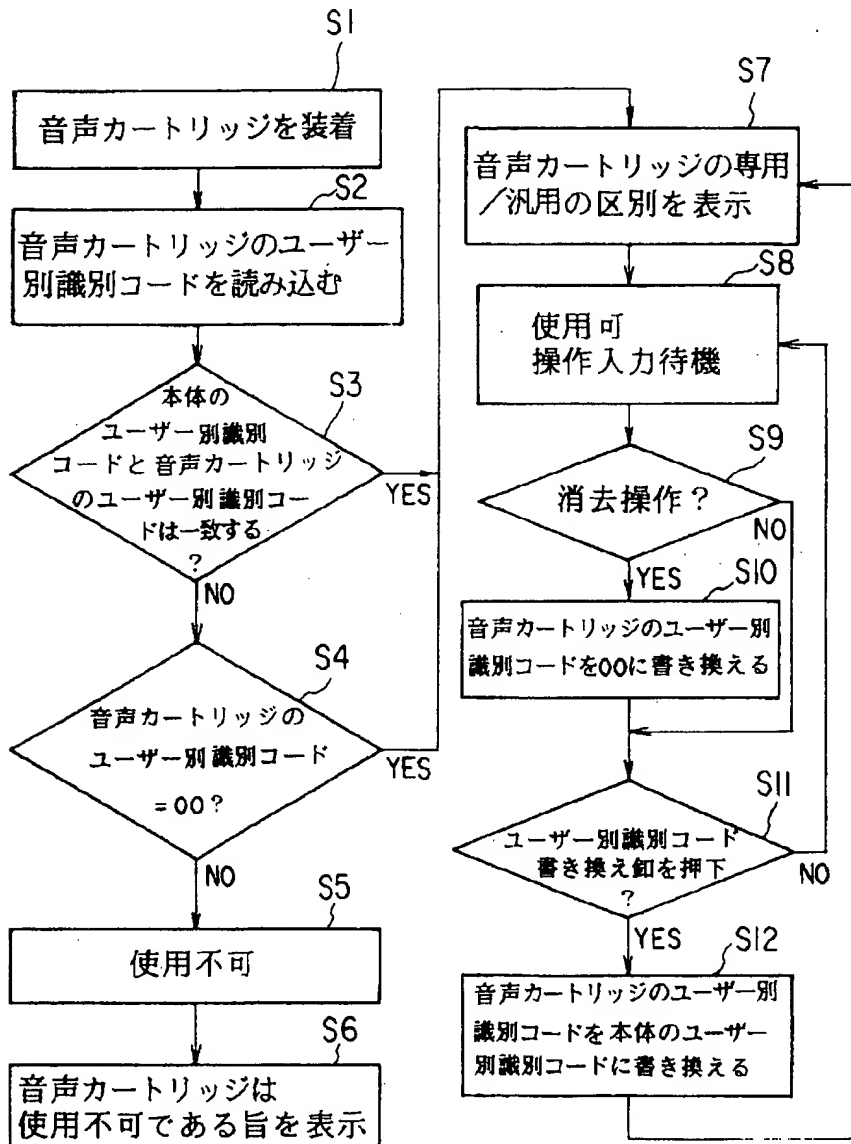 S1
音声カートリッジを装着
S2
音声カートリッジのユーザー
別識別コードを読み込む
S3
本体の
ユーザー別識別
コードと音声カートリッジ
のユーザー別識別コー
ドは一致する
?
YES
NO
S4
音声カートリッジの
ユーザー別識別コード
=00?
YES
NO
S5
使用不可
S6
音声カートリッジは
使用不可である旨を表示
S7
音声カートリッジの専用
/汎用の区別を表示
S8
使用可
操作入力待機
S9
消去操作?
NO
YES
S10
音声カートリッジのユーザー別
識別コードを00に書き換える
S11
ユーザー別識別コード
書き換え釦を押下
?
NO
YES
S12
音声カートリッジのユーザー別
識別コードを本体のユーザー
別識別コードに書き換える